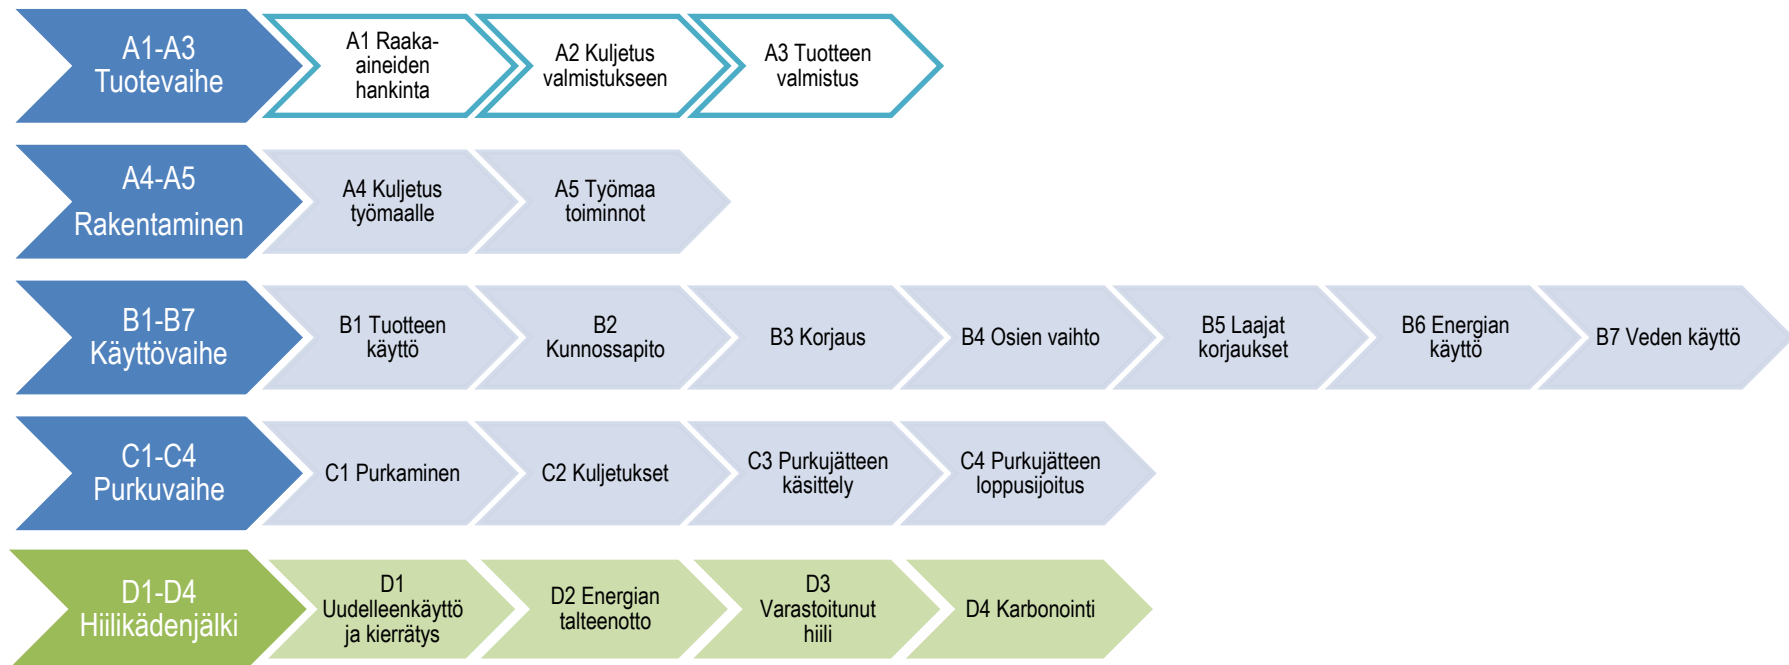 A1-A3
Tuotevaihe
A1 Raaka-
aineiden
hankinta
A2 Kuljetus
valmistukseen
A3 Tuotteen
valmistus
A4-A5
Rakentaminen
A4 Kuljetus
työmaalle
A5 Työmaa
toiminnot
B1-B7
Käyttövaihe
B1 Tuotteen
käyttö
B2
Kunnossapito
B3 Korjaus
B4 Osien vaihto
B5 Laajat
korjaukset
B6 Energian
käyttö
B7 Veden käyttö
C1-C4
Purkuvaihe
C1 Purkaminen
C2 Kuljetukset
C3 Purkujätteen
käsittely
C4 Purkujätteen
loppusijoitus
D1-D4
Hiilikädenjälki
D1
Uudelleenkäyttö
ja kierrätys
D2 Energian
talteenotto
D3
Varastoitunut
hiili
D4 Karbonointi